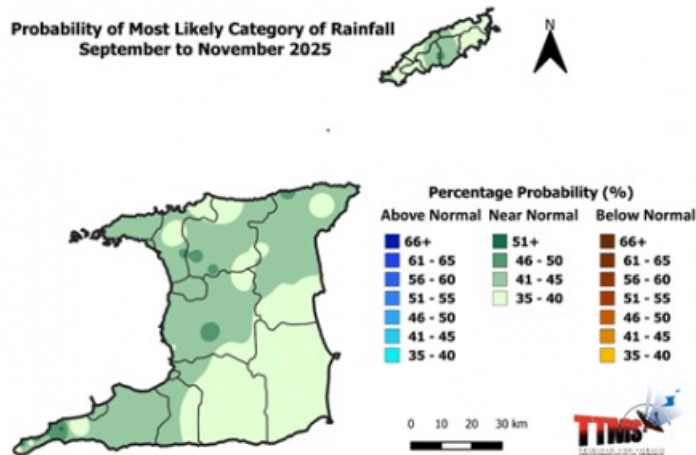 Probability of Most Likely Category of Rainfall
September to November 2025
N
Percentage Probability (%)
Above Normal Near Normal Below Normal
66+ 51+ 66+
61 - 65 46 - 50 61 - 65
56 - 60 41 - 45 56 - 60
51 - 55 35 - 40 51 - 55
46 - 50 46 - 50
41 - 45 41 - 45
35 - 40 35 - 40
0 10 20 30 km
TTMS